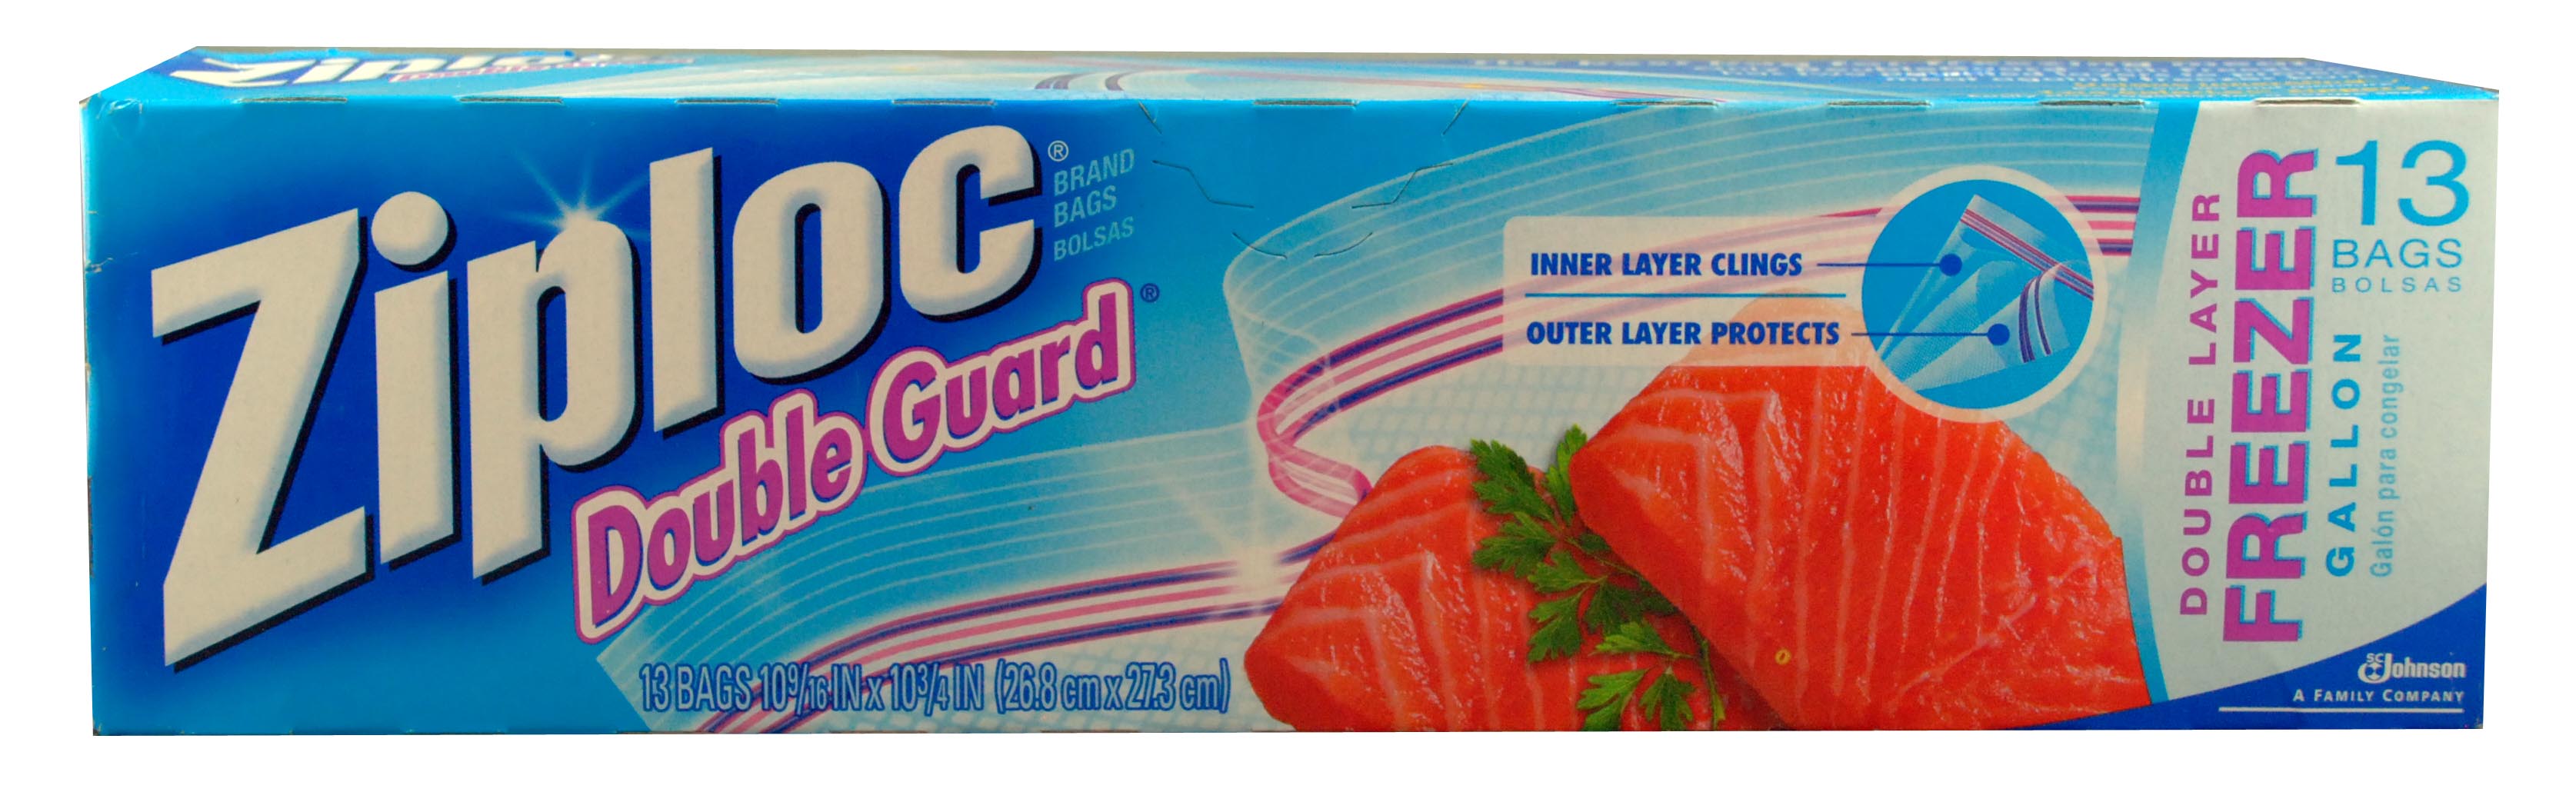 Ziploc
Ziploc®
BRAND
BAGS
BOLSAS
Double Guard®
13 BAGS 10 9/16 IN x 10 3/4 IN (26.8 cm x 27.3 cm)
INNER LAYER CLINGS
OUTER LAYER PROTECTS
DOUBLE LAYER
FREEZER
GALLON
Galón para congelar
13
BAGS
BOLSAS
SC Johnson
A FAMILY COMPANY